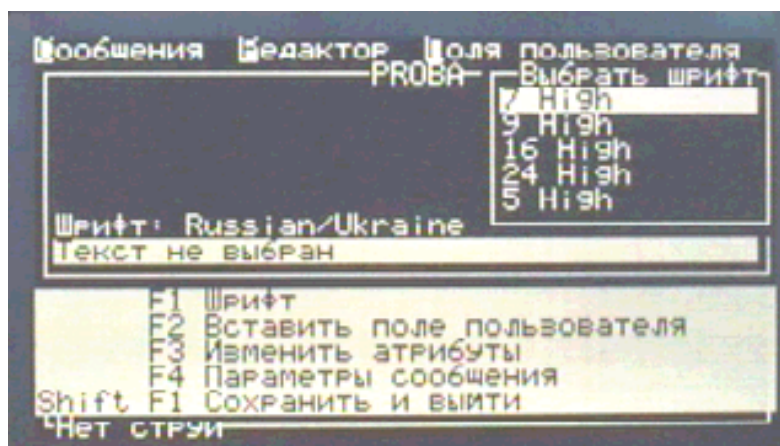 Сообщения Редактор Поля пользователя
PROBA Выбрать шрифт
7 High
9 High
16 High
24 High
5 High
Шрифт: Russian/Ukraine
Текст не выбран
F1 Шрифт
F2 Вставить поле пользователя
F3 Изменить атрибуты
F4 Параметры сообщения
Shift F1 Сохранить и выйти
Нет струи